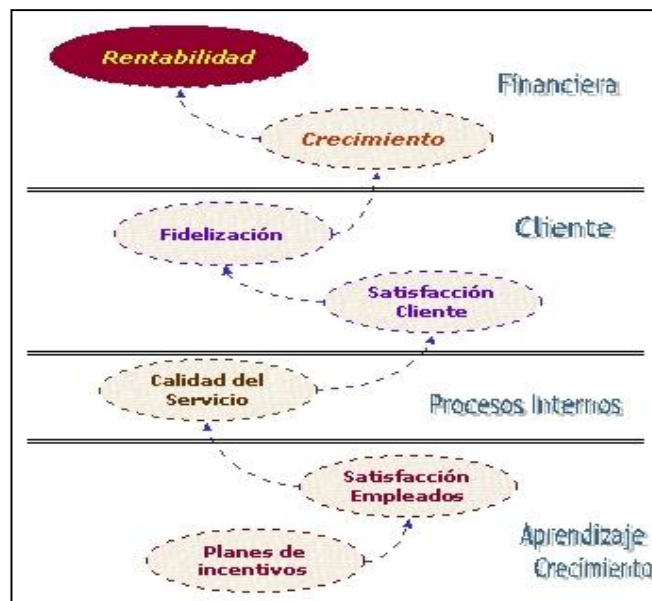 Rentabilidad
Financiera
Crecimiento
Cliente
Fidelización
Satisfacción
Cliente
Calidad del
Servicio
Procesos Internos
Satisfacción
Empleados
Aprendizaje
Crecimiento
Planes de
incentivos